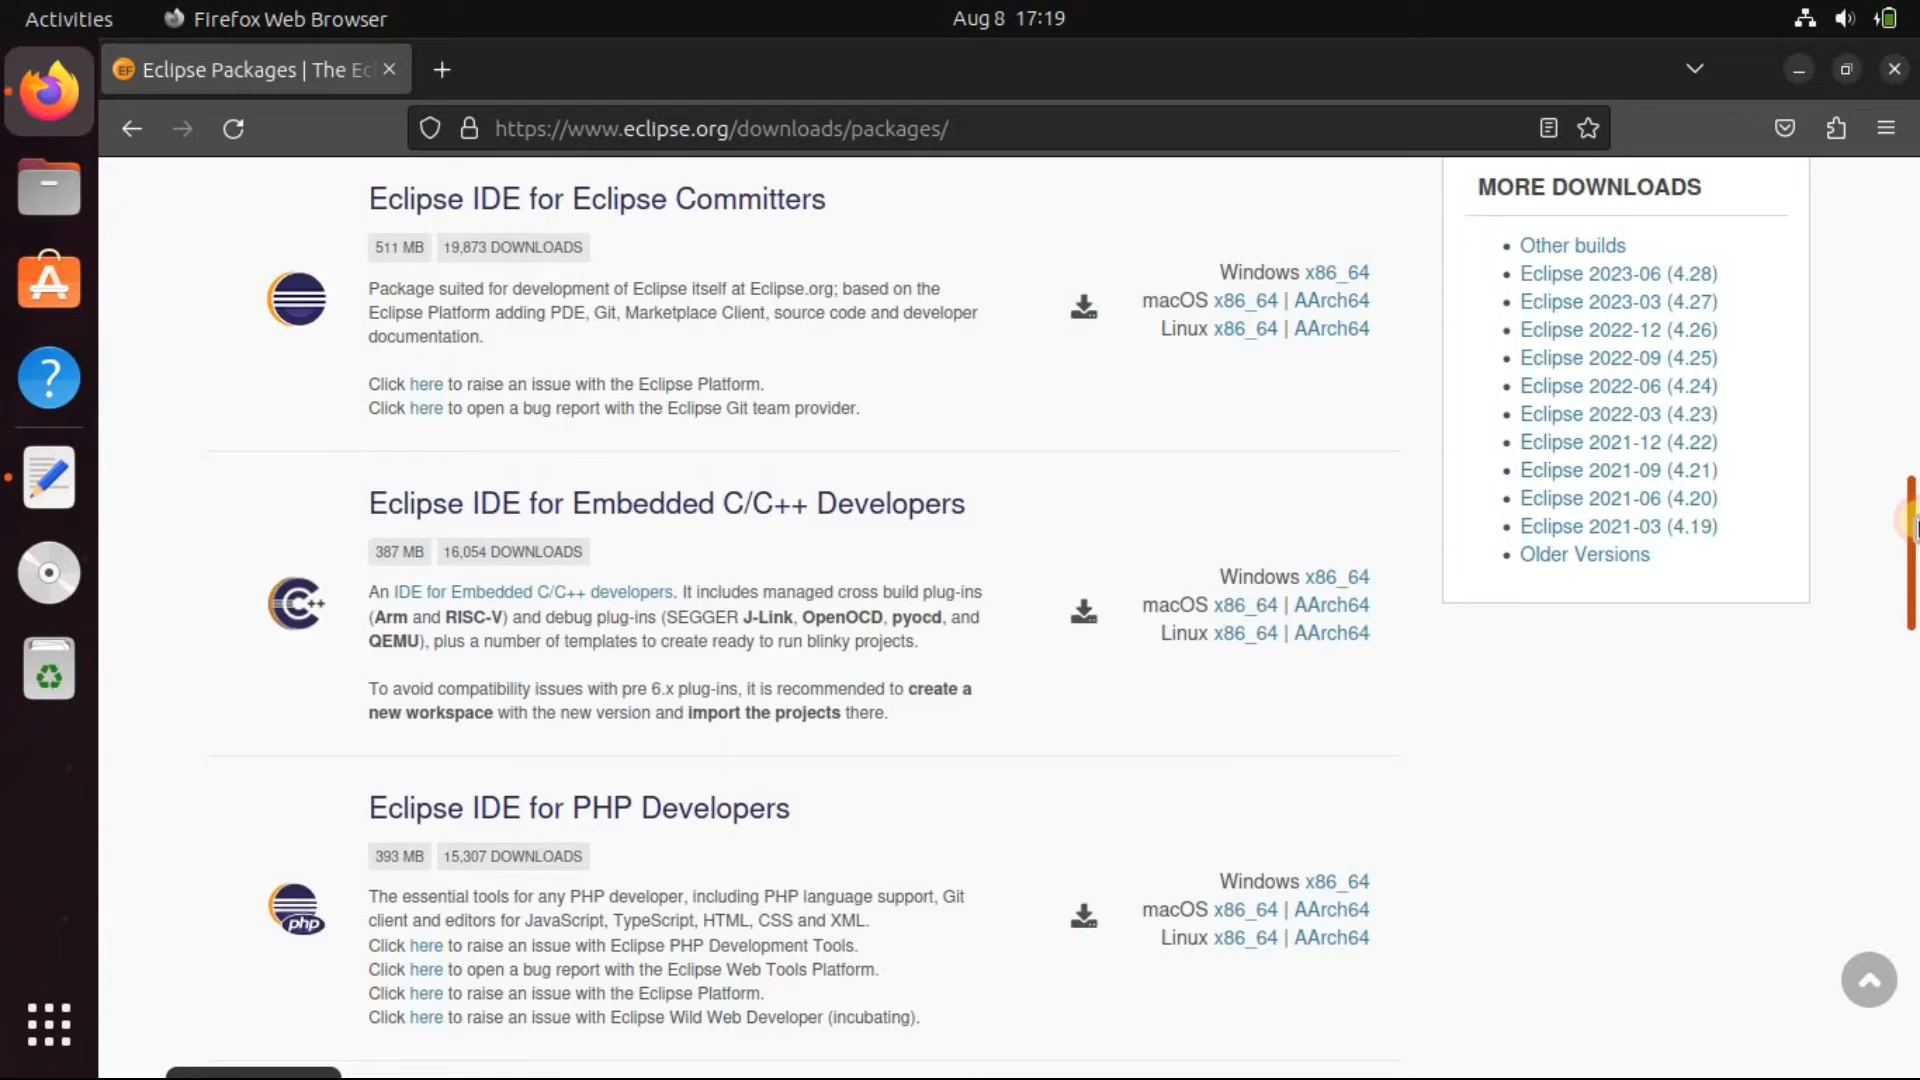 Activities
Firefox Web Browser
Aug 8 17:19
Eclipse Packages | The Ec
https://www.eclipse.org/downloads/packages/
Eclipse IDE for Eclipse Committers
511 MB 19,873 DOWNLOADS
Package suited for development of Eclipse itself at Eclipse.org; based on the
Eclipse Platform adding PDE, Git, Marketplace Client, source code and developer
documentation.
Click here to raise an issue with the Eclipse Platform.
Click here to open a bug report with the Eclipse Git team provider.
Windows x86_64
macOS x86_64 | AArch64
Linux x86_64 | AArch64
Eclipse IDE for Embedded C/C++ Developers
387 MB 16,054 DOWNLOADS
C++
An IDE for Embedded C/C++ developers. It includes managed cross build plug-ins
(Arm and RISC-V) and debug plug-ins (SEGGER J-Link, OpenOCD, pyocd, and
QEMU), plus a number of templates to create ready to run blinky projects.
To avoid compatibility issues with pre 6.x plug-ins, it is recommended to create a
new workspace with the new version and import the projects there.
Windows x86_64
macOS x86_64 | AArch64
Linux x86_64 | AArch64
Eclipse IDE for PHP Developers
393 MB 15,307 DOWNLOADS
php
The essential tools for any PHP developer, including PHP language support, Git
client and editors for JavaScript, TypeScript, HTML, CSS and XML.
Click here to raise an issue with Eclipse PHP Development Tools.
Click here to open a bug report with the Eclipse Web Tools Platform.
Click here to raise an issue with the Eclipse Platform.
Click here to raise an issue with Eclipse Wild Web Developer (incubating).
Windows x86_64
macOS x86_64 | AArch64
Linux x86_64 | AArch64
MORE DOWNLOADS
Other builds
Eclipse 2023-06 (4.28)
Eclipse 2023-03 (4.27)
Eclipse 2022-12 (4.26)
Eclipse 2022-09 (4.25)
Eclipse 2022-06 (4.24)
Eclipse 2022-03 (4.23)
Eclipse 2021-12 (4.22)
Eclipse 2021-09 (4.21)
Eclipse 2021-06 (4.20)
Eclipse 2021-03 (4.19)
Older Versions